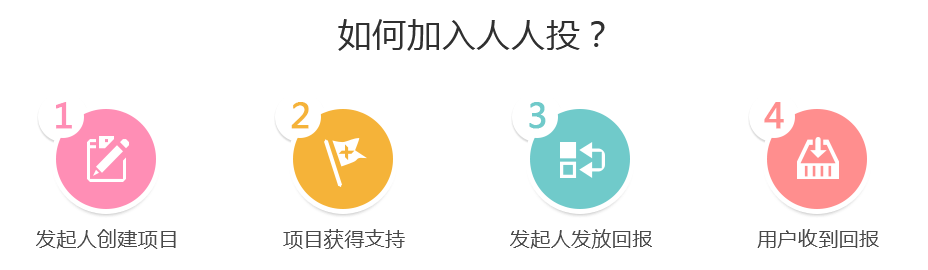 如何加入人人投？
1
2
3
4
发起人创建项目
项目获得支持
发起人发放回报
用户收到回报